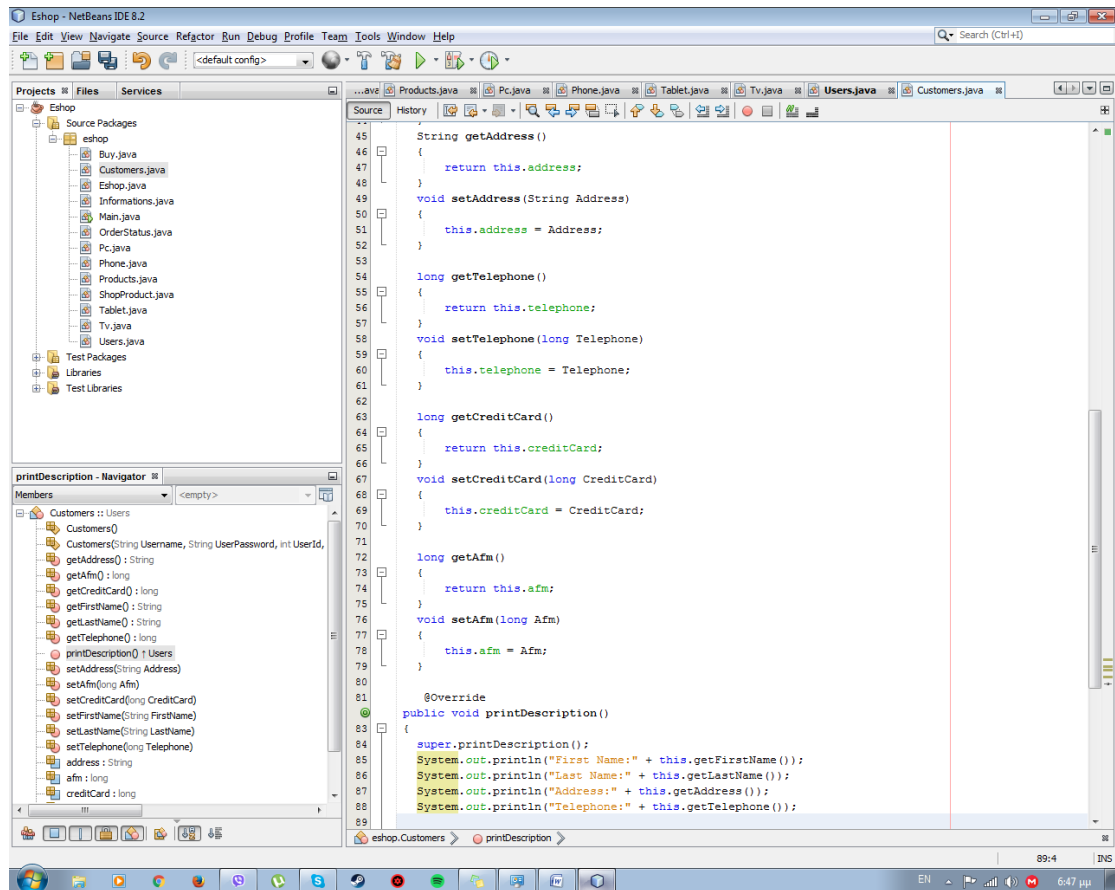 Eshop - NetBeans IDE 8.2
File Edit View Navigate Source Refactor Run Debug Profile Team Tools Window Help
Search (Ctrl+I)
<default config>
Projects Files Services
Eshop
Source Packages
eshop
Buy.java
Customers.java
Eshop.java
Informations.java
Main.java
OrderStatus.java
Pc.java
Phone.java
Products.java
ShopProduct.java
Tablet.java
Tv.java
Users.java
Test Packages
Libraries
Test Libraries
printDescription - Navigator
Members <empty>
Customers :: Users
Customers()
Customers(String Username, String UserPassword, int UserId,
getAddress() : String
getAfm() : long
getCreditCard() : long
getFirstName() : String
getLastName() : String
getTelephone() : long
printDescription() ↑ Users
setAddress(String Address)
setAfm(long Afm)
setCreditCard(long CreditCard)
setFirstName(String FirstName)
setLastName(String LastName)
setTelephone(long Telephone)
address : String
afm : long
creditCard : long
...ava Products.java Pc.java Phone.java Tablet.java Tv.java Users.java Customers.java
Source History
45 String getAddress()
46 {
47 return this.address;
48 }
49 void setAddress(String Address)
50 {
51 this.address = Address;
52 }
53
54 long getTelephone()
55 {
56 return this.telephone;
57 }
58 void setTelephone(long Telephone)
59 {
60 this.telephone = Telephone;
61 }
62
63 long getCreditCard()
64 {
65 return this.creditCard;
66 }
67 void setCreditCard(long CreditCard)
68 {
69 this.creditCard = CreditCard;
70 }
71
72 long getAfm()
73 {
74 return this.afm;
75 }
76 void setAfm(long Afm)
77 {
78 this.afm = Afm;
79 }
80
81 @Override
public void printDescription()
83 {
84 super.printDescription();
85 System.out.println("First Name:" + this.getFirstName());
86 System.out.println("Last Name:" + this.getLastName());
87 System.out.println("Address:" + this.getAddress());
88 System.out.println("Telephone:" + this.getTelephone());
89
eshop.Customers printDescription
89:4 INS
EN 6:47 μμ